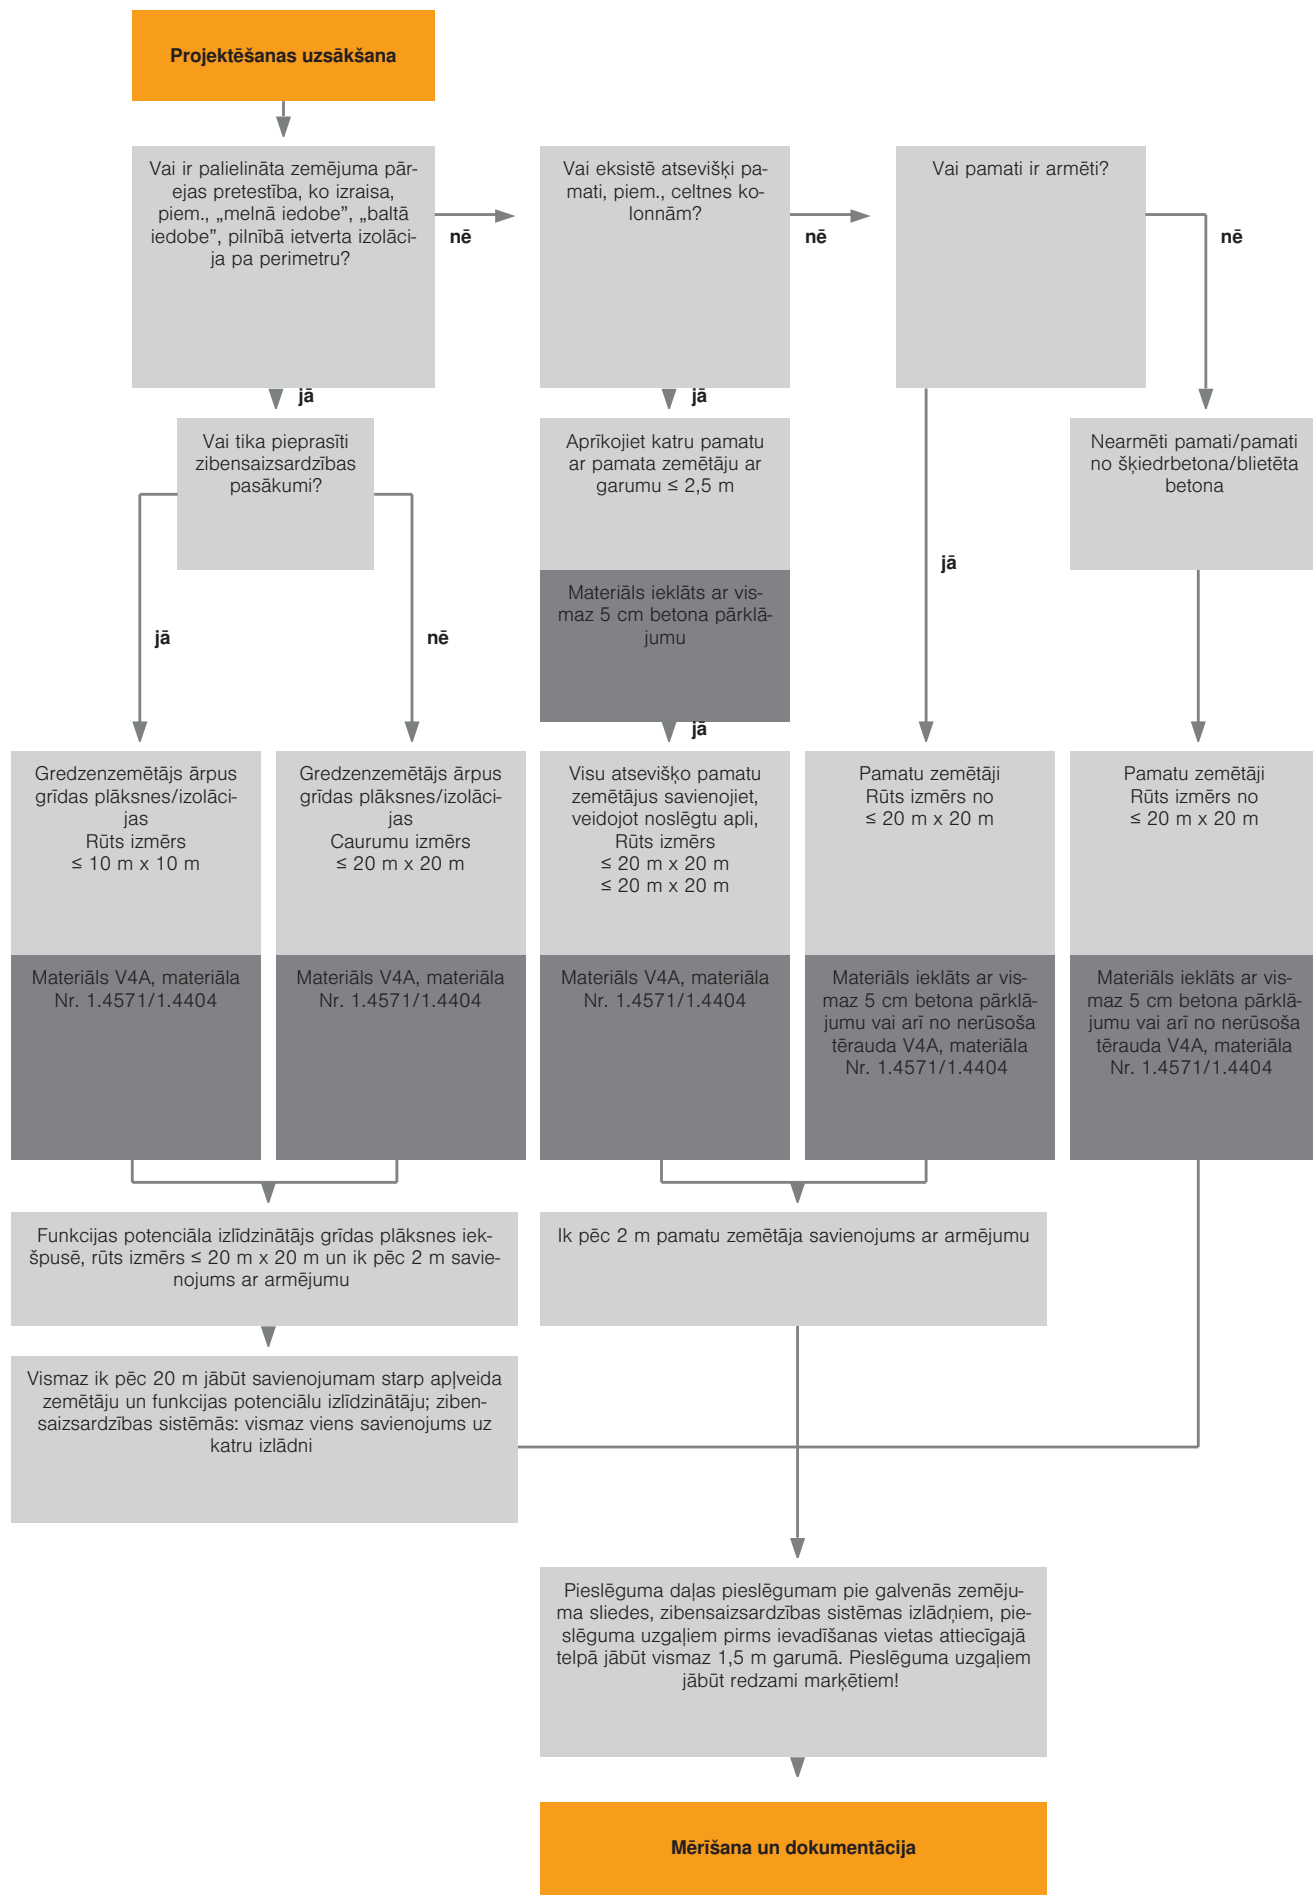 Projektēšanas uzsākšana
Vai ir palielināta zemējuma pār-
ejas pretestība, ko izraisa,
piem., „melnā iedobe”, „baltā
iedobe”, pilnībā ietverta izolāci-
ja pa perimetru?
nē
Vai eksistē atsevišķi pa-
mati, piem., celtnes ko-
lonnām?
nē
Vai pamati ir armēti?
nē
jā
jā
Vai tika pieprasīti
zibensaizsardzības
pasākumi?
Aprīkojiet katru pamatu
ar pamata zemētāju ar
garumu ≤ 2,5 m
Nearmēti pamati/pamati
no šķiedrbetona/blietēta
betona
jā
Materiāls ieklāts ar vis-
maz 5 cm betona pārklā-
jumu
jā
nē
jā
Gredzenzemētājs ārpus
grīdas plāksnes/izolāci-
jas
Rūts izmērs
≤ 10 m x 10 m
Gredzenzemētājs ārpus
grīdas plāksnes/izolāci-
jas
Caurumu izmērs
≤ 20 m x 20 m
Visu atsevišķo pamatu
zemētājus savienojiet,
veidojot noslēgtu apli,
Rūts izmērs
≤ 20 m x 20 m
≤ 20 m x 20 m
Pamatu zemētāji
Rūts izmērs no
≤ 20 m x 20 m
Pamatu zemētāji
Rūts izmērs no
≤ 20 m x 20 m
Materiāls V4A, materiāla
Nr. 1.4571/1.4404
Materiāls V4A, materiāla
Nr. 1.4571/1.4404
Materiāls V4A, materiāla
Nr. 1.4571/1.4404
Materiāls ieklāts ar vis-
maz 5 cm betona pārklā-
jumu vai arī no nerūsoša
tērauda V4A, materiāla
Nr. 1.4571/1.4404
Materiāls ieklāts ar vis-
maz 5 cm betona pārklā-
jumu vai arī no nerūsoša
tērauda V4A, materiāla
Nr. 1.4571/1.4404
Funkcijas potenciāla izlīdzinātājs grīdas plāksnes iek-
špusē, rūts izmērs ≤ 20 m x 20 m un ik pēc 2 m savie-
nojums ar armējumu
Ik pēc 2 m pamatu zemētāja savienojums ar armējumu
Vismaz ik pēc 20 m jābūt savienojumam starp apļveida
zemētāju un funkcijas potenciālu izlīdzinātāju; ziben-
saizsardzības sistēmās: vismaz viens savienojums uz
katru izlādni
Pieslēguma daļas pieslēgumam pie galvenās zemēju-
ma sliedes, zibensaizsardzības sistēmas izlādņiem, pie-
slēguma uzgaļiem pirms ievadīšanas vietas attiecīgajā
telpā jābūt vismaz 1,5 m garumā. Pieslēguma uzgaļiem
jābūt redzami marķētiem!
Mērīšana un dokumentācija